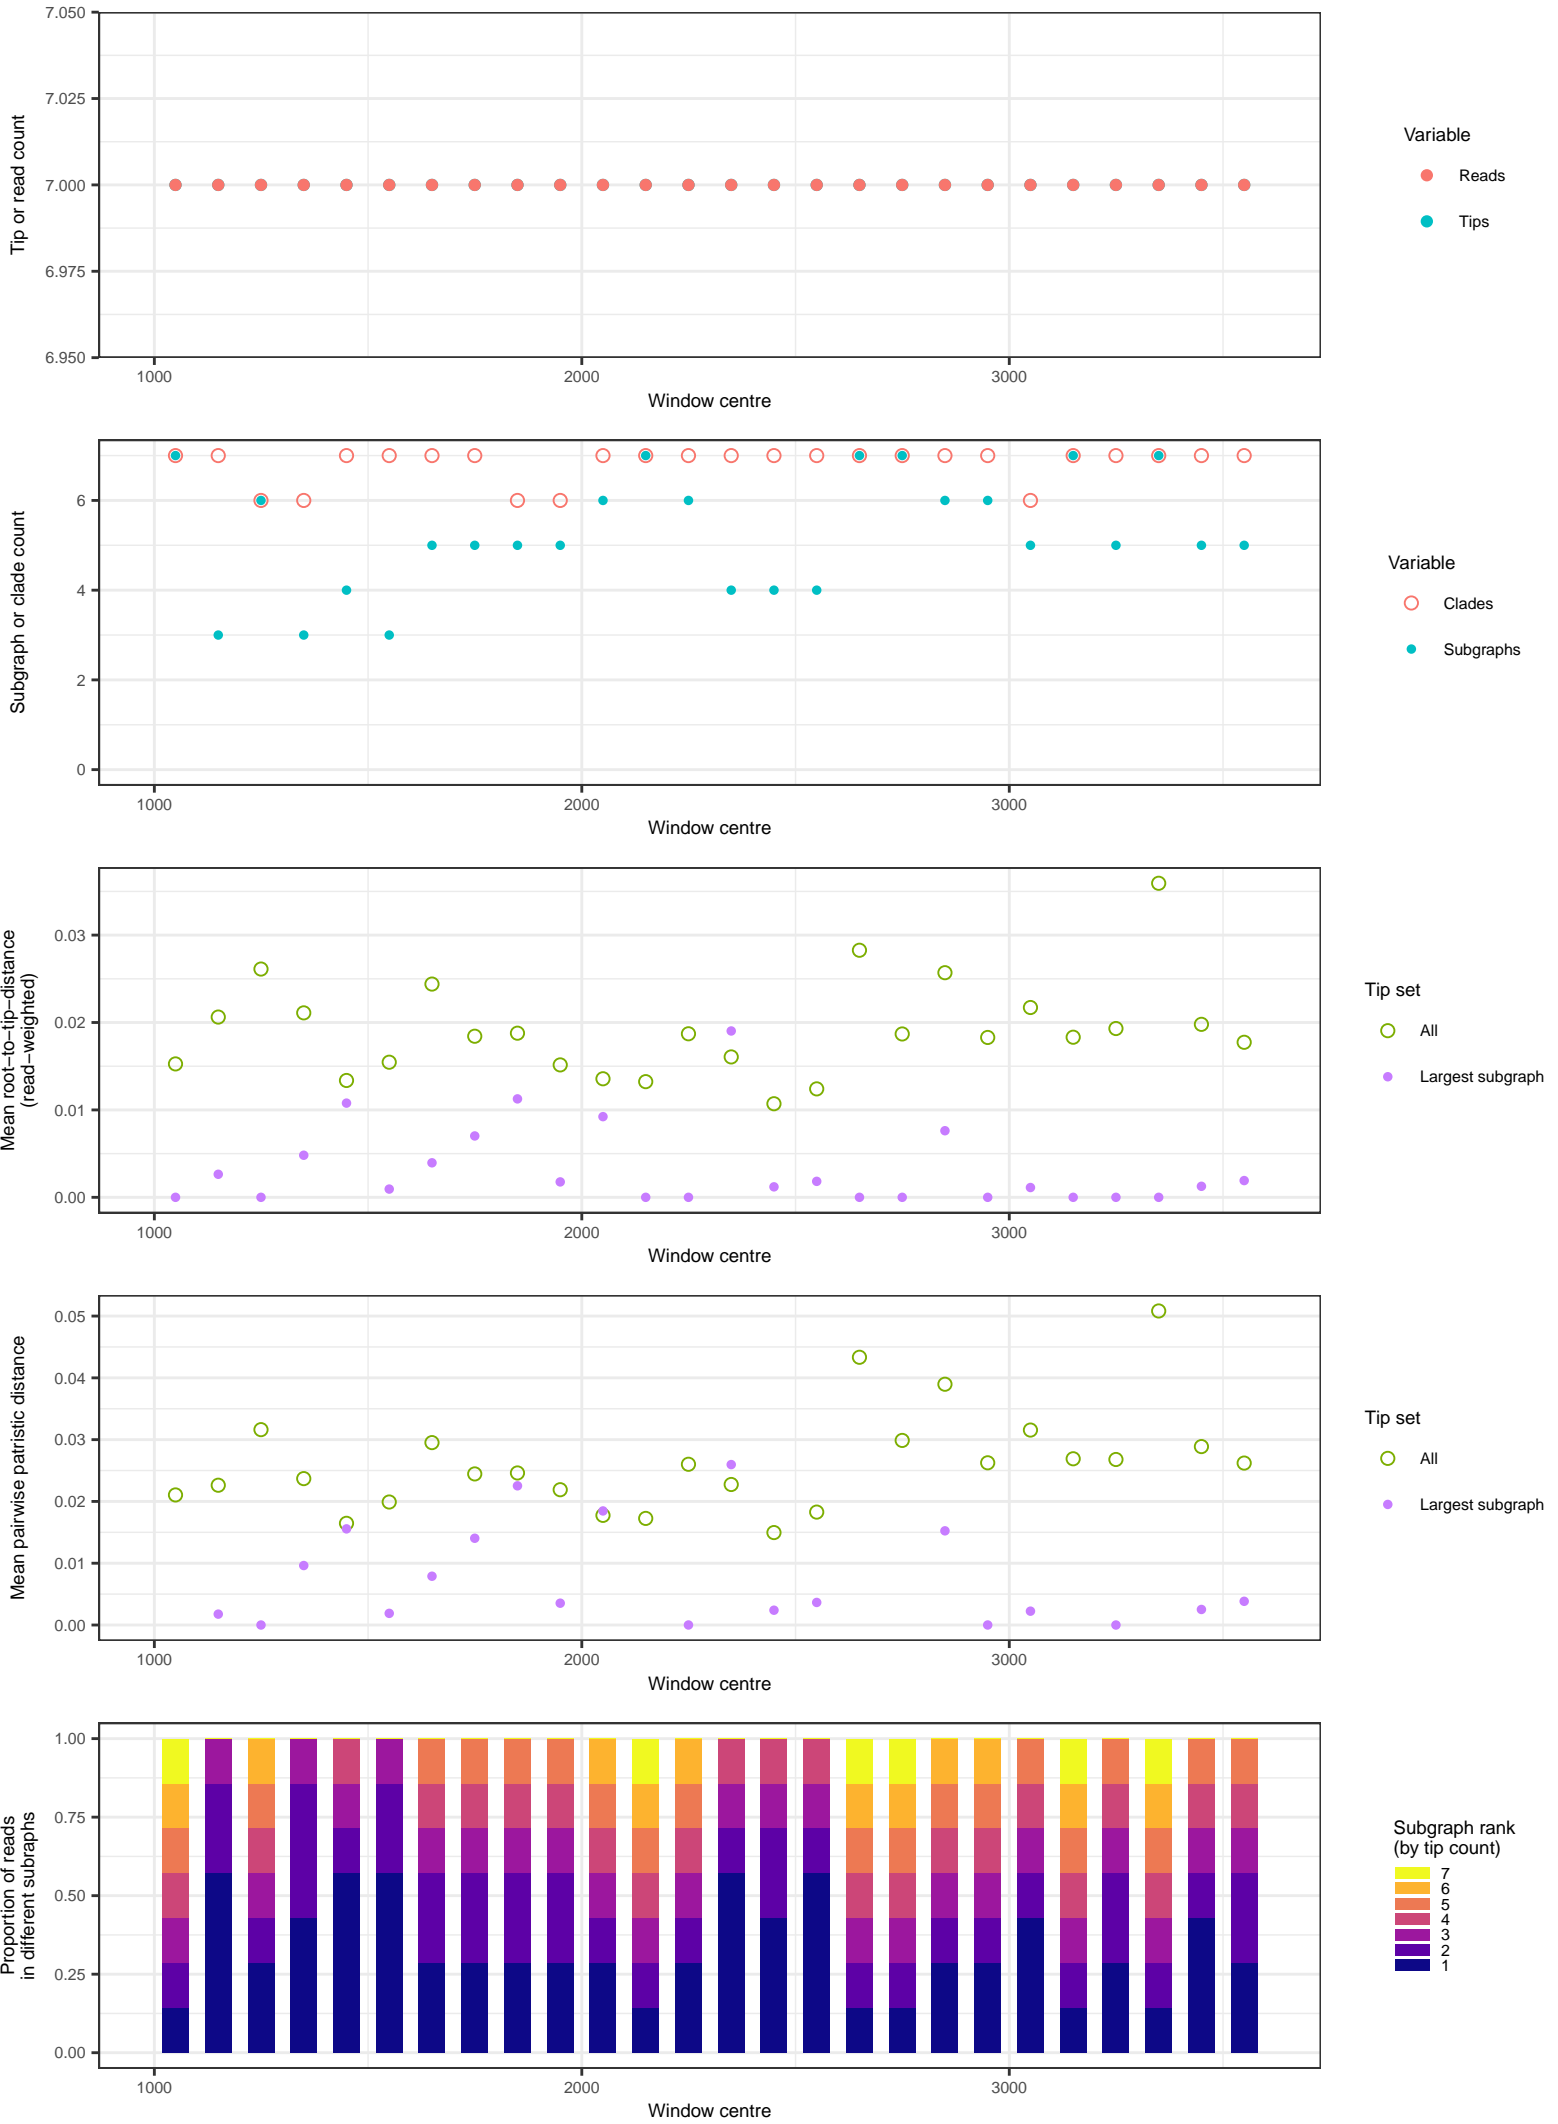 7.050
7.025
7.000
6.975
6.950
Tip or read count
1000 2000 3000
Window centre
Variable
Reads
Tips
6
4
2
0
Subgraph or clade count
1000 2000 3000
Window centre
Variable
Clades
Subgraphs
0.03
0.02
0.01
0.00
Mean root−to−tip−distance
(read−weighted)
1000 2000 3000
Window centre
Tip set
All
Largest subgraph
0.05
0.04
0.03
0.02
0.01
0.00
Mean pairwise patristic distance
1000 2000 3000
Window centre
Tip set
All
Largest subgraph
1.00
0.75
0.50
0.25
0.00
Proportion of reads
in different subraphs
1000 2000 3000
Window centre
Subgraph rank
(by tip count)
7
6
5
4
3
2
1